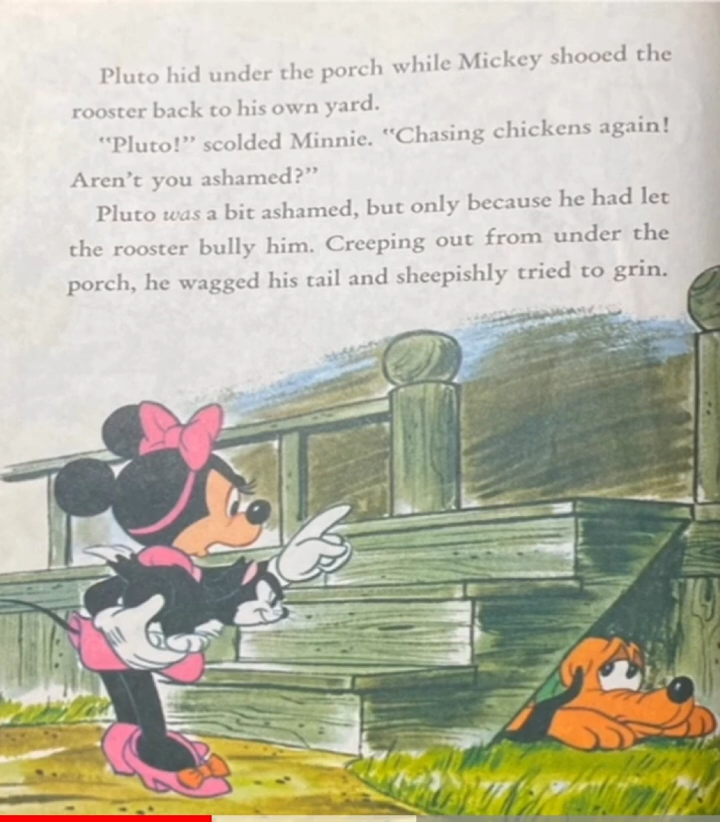 Pluto hid under the porch while Mickey shooed the
rooster back to his own yard.
"Pluto!" scolded Minnie. "Chasing chickens again!
Aren't you ashamed?"
Pluto was a bit ashamed, but only because he had let
the rooster bully him. Creeping out from under the
porch, he wagged his tail and sheepishly tried to grin.